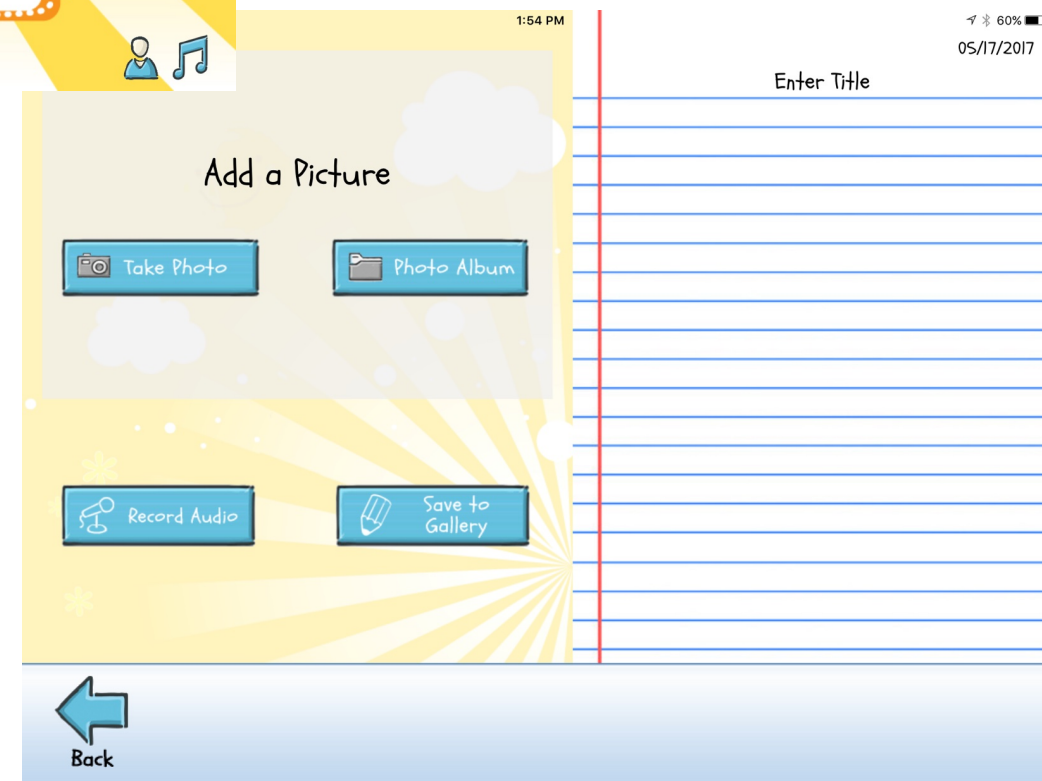 1:54 PM
60%
05/17/2017
Enter Title
Add a Picture
Take Photo
Photo Album
Record Audio
Save to
Gallery
Back